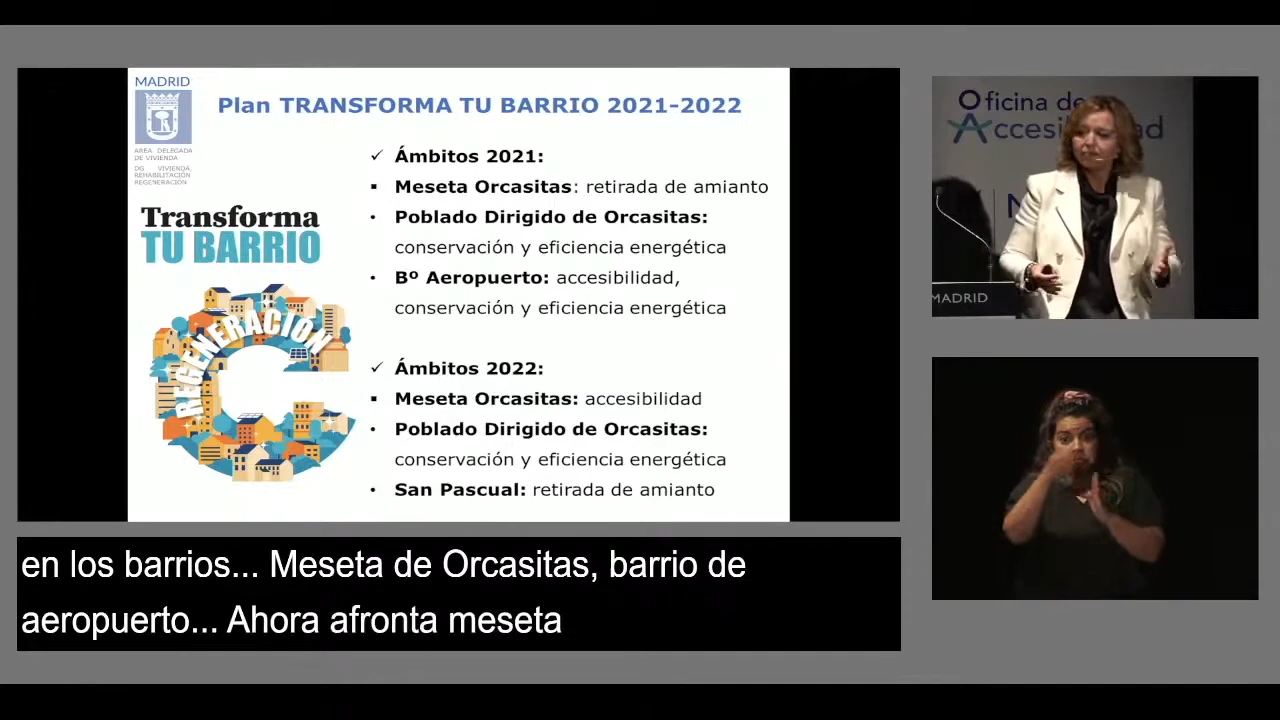 MADRID
AREA DELEGADA
DE VIVIENDA
DG VIVIENDA,
REHABILITACIÓN
REGENERACIÓN
Plan TRANSFORMA TU BARRIO 2021-2022
Transforma
TU BARRIO
REGENERACIÓN
✓ Ámbitos 2021:
▪ Meseta Orcasitas: retirada de amianto
• Poblado Dirigido de Orcasitas:
conservación y eficiencia energética
• Bº Aeropuerto: accesibilidad,
conservación y eficiencia energética
✓ Ámbitos 2022:
▪ Meseta Orcasitas: accesibilidad
• Poblado Dirigido de Orcasitas:
conservación y eficiencia energética
• San Pascual: retirada de amianto
Oficina de
MADRID
en los barrios... Meseta de Orcasitas, barrio de
aeropuerto... Ahora afronta meseta